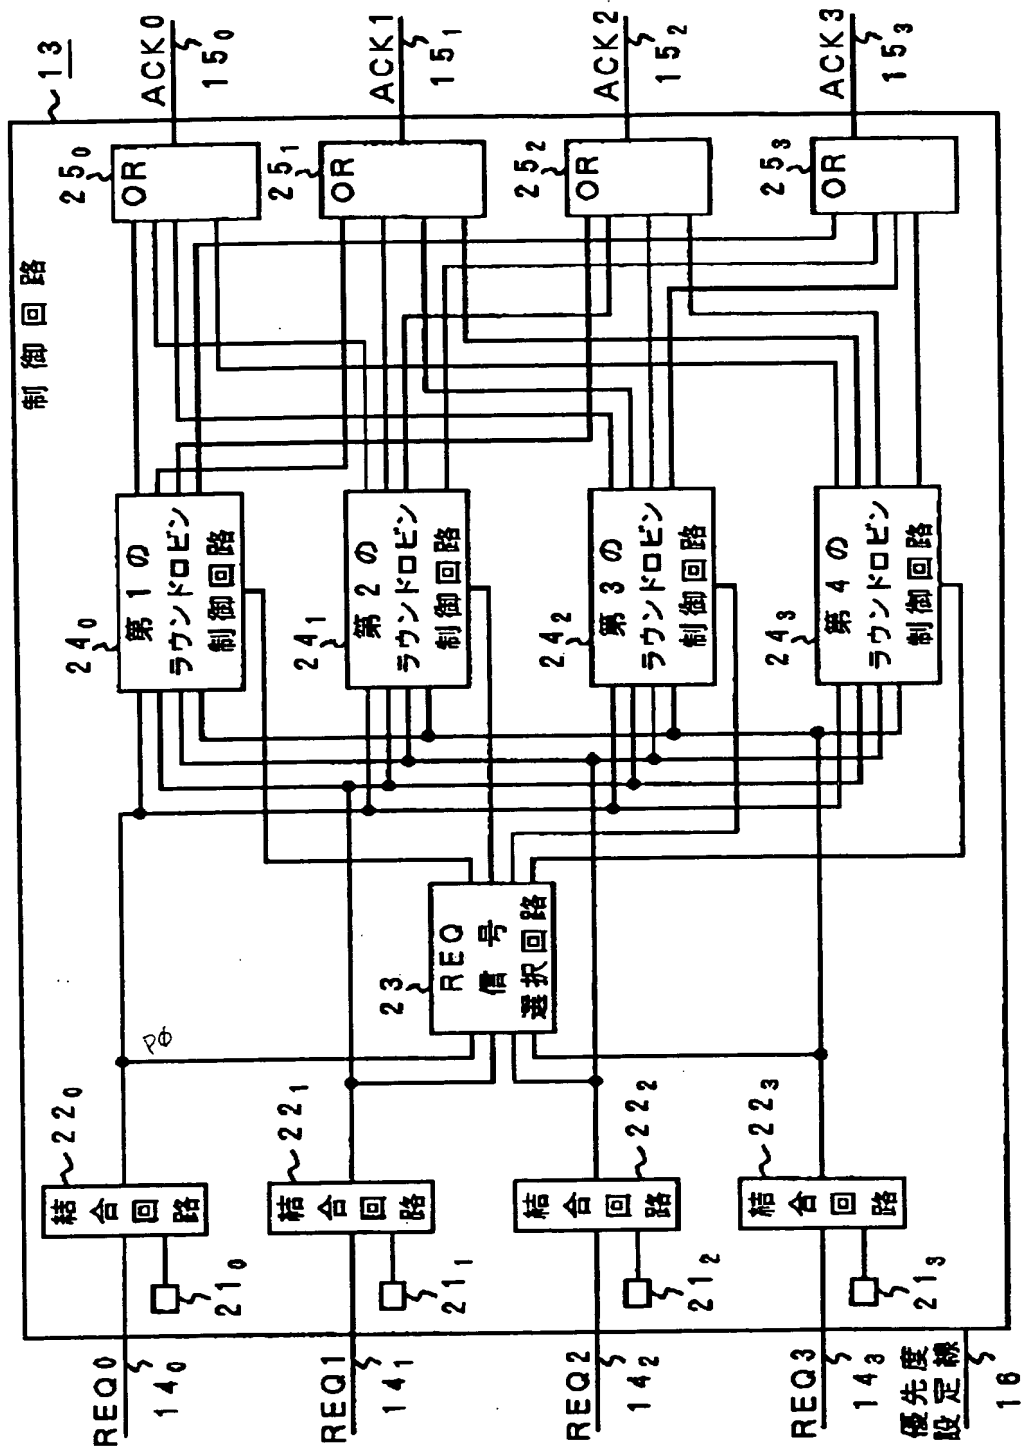 制御回路
13
REQ0
14₀
REQ1
14₁
REQ2
14₂
REQ3
14₃
優先度
設定線
16
結合回路
22₀
21₀
結合回路
22₁
21₁
結合回路
22₂
21₂
結合回路
22₃
21₃
PΦ
23
REQ
信号
選択回路
24₀
第1の
ラウンドロビン
制御回路
24₁
第2の
ラウンドロビン
制御回路
24₂
第3の
ラウンドロビン
制御回路
24₃
第4の
ラウンドロビン
制御回路
25₀
OR
25₁
OR
25₂
OR
25₃
OR
ACK0
15₀
ACK1
15₁
ACK2
15₂
ACK3
15₃